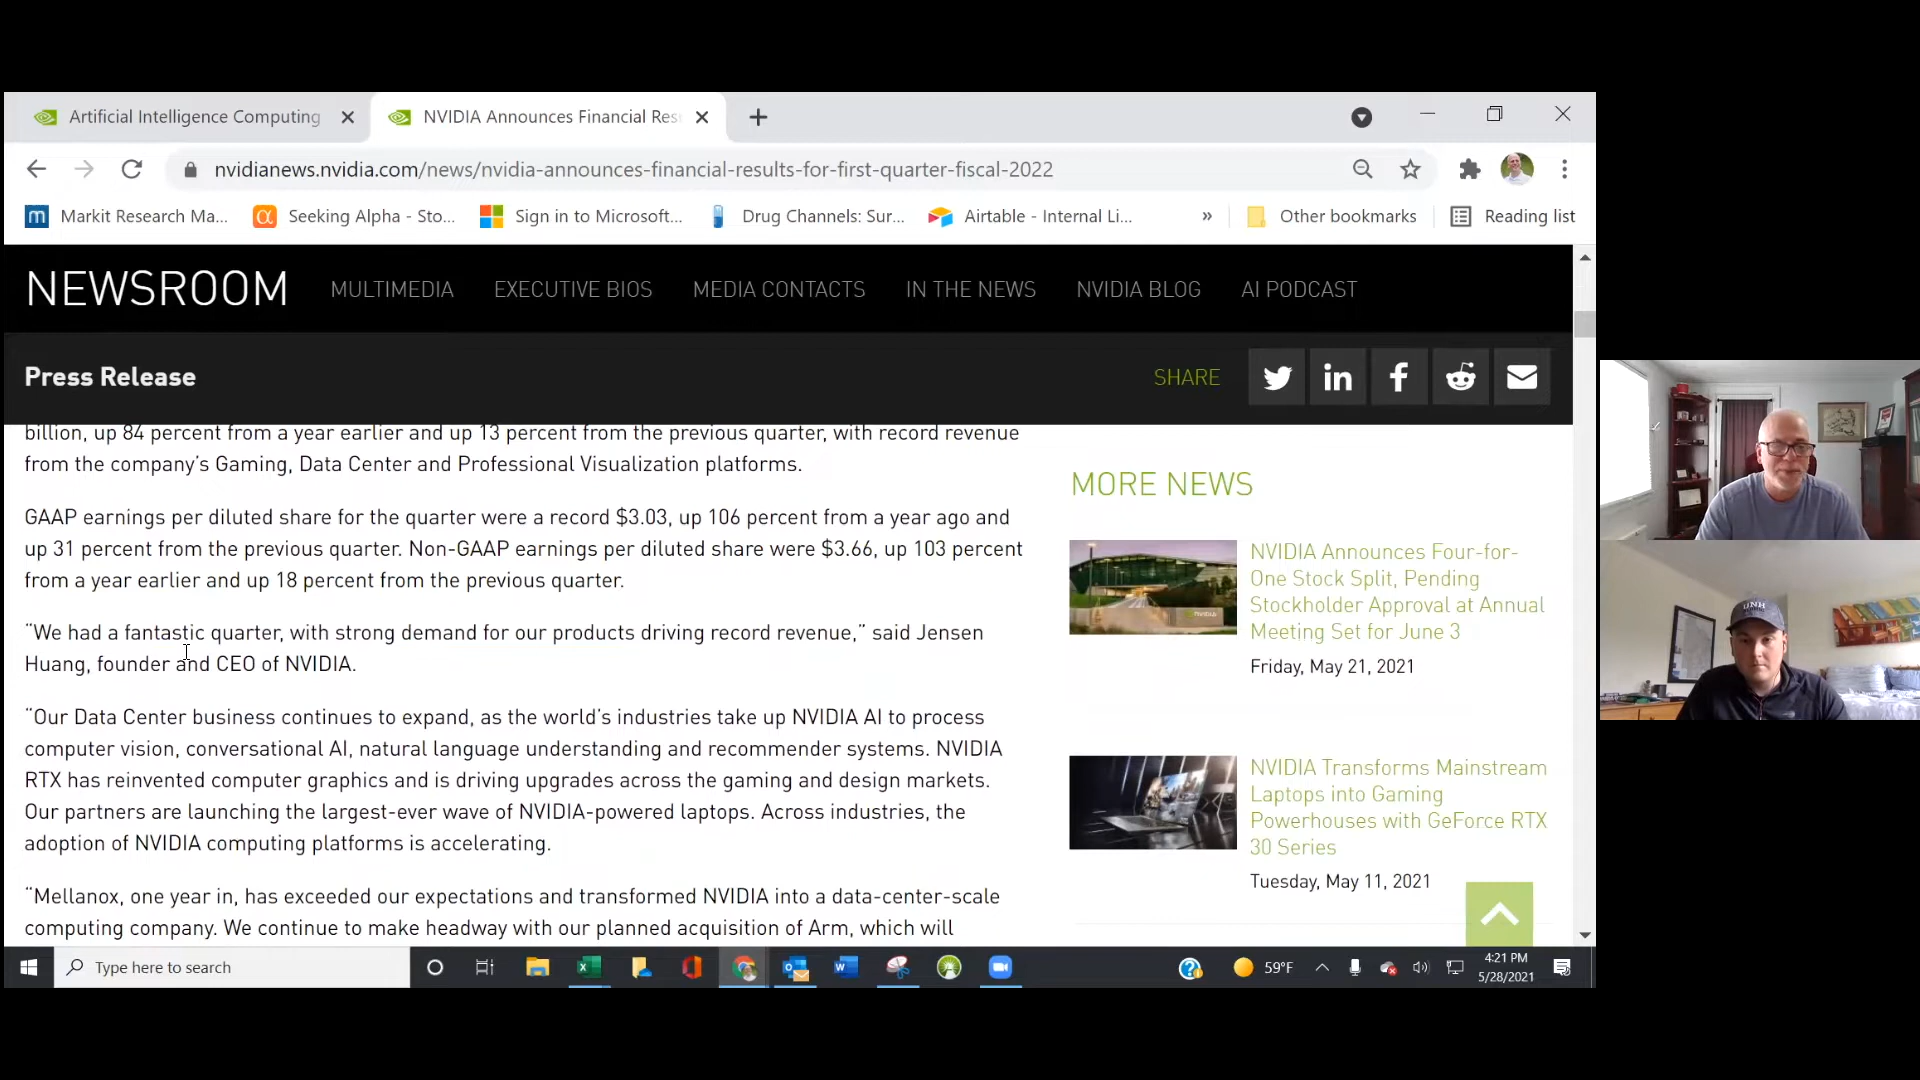 Artificial Intelligence Computing
NVIDIA Announces Financial Res
nvidianews.nvidia.com/news/nvidia-announces-financial-results-for-first-quarter-fiscal-2022
Markit Research Ma... Seeking Alpha - Sto... Sign in to Microsoft... Drug Channels: Sur... Airtable - Internal Li... » Other bookmarks Reading list
NEWSROOM MULTIMEDIA EXECUTIVE BIOS MEDIA CONTACTS IN THE NEWS NVIDIA BLOG AI PODCAST
Press Release
SHARE
billion, up 84 percent from a year earlier and up 13 percent from the previous quarter, with record revenue
from the company’s Gaming, Data Center and Professional Visualization platforms.
GAAP earnings per diluted share for the quarter were a record $3.03, up 106 percent from a year ago and
up 31 percent from the previous quarter. Non-GAAP earnings per diluted share were $3.66, up 103 percent
from a year earlier and up 18 percent from the previous quarter.
“We had a fantastic quarter, with strong demand for our products driving record revenue,” said Jensen
Huang, founder and CEO of NVIDIA.
“Our Data Center business continues to expand, as the world’s industries take up NVIDIA AI to process
computer vision, conversational AI, natural language understanding and recommender systems. NVIDIA
RTX has reinvented computer graphics and is driving upgrades across the gaming and design markets.
Our partners are launching the largest-ever wave of NVIDIA-powered laptops. Across industries, the
adoption of NVIDIA computing platforms is accelerating.
“Mellanox, one year in, has exceeded our expectations and transformed NVIDIA into a data-center-scale
computing company. We continue to make headway with our planned acquisition of Arm, which will
MORE NEWS
NVIDIA Announces Four-for-
One Stock Split, Pending
Stockholder Approval at Annual
Meeting Set for June 3
Friday, May 21, 2021
NVIDIA Transforms Mainstream
Laptops into Gaming
Powerhouses with GeForce RTX
30 Series
Tuesday, May 11, 2021
Type here to search
59°F
4:21 PM
5/28/2021
UNH